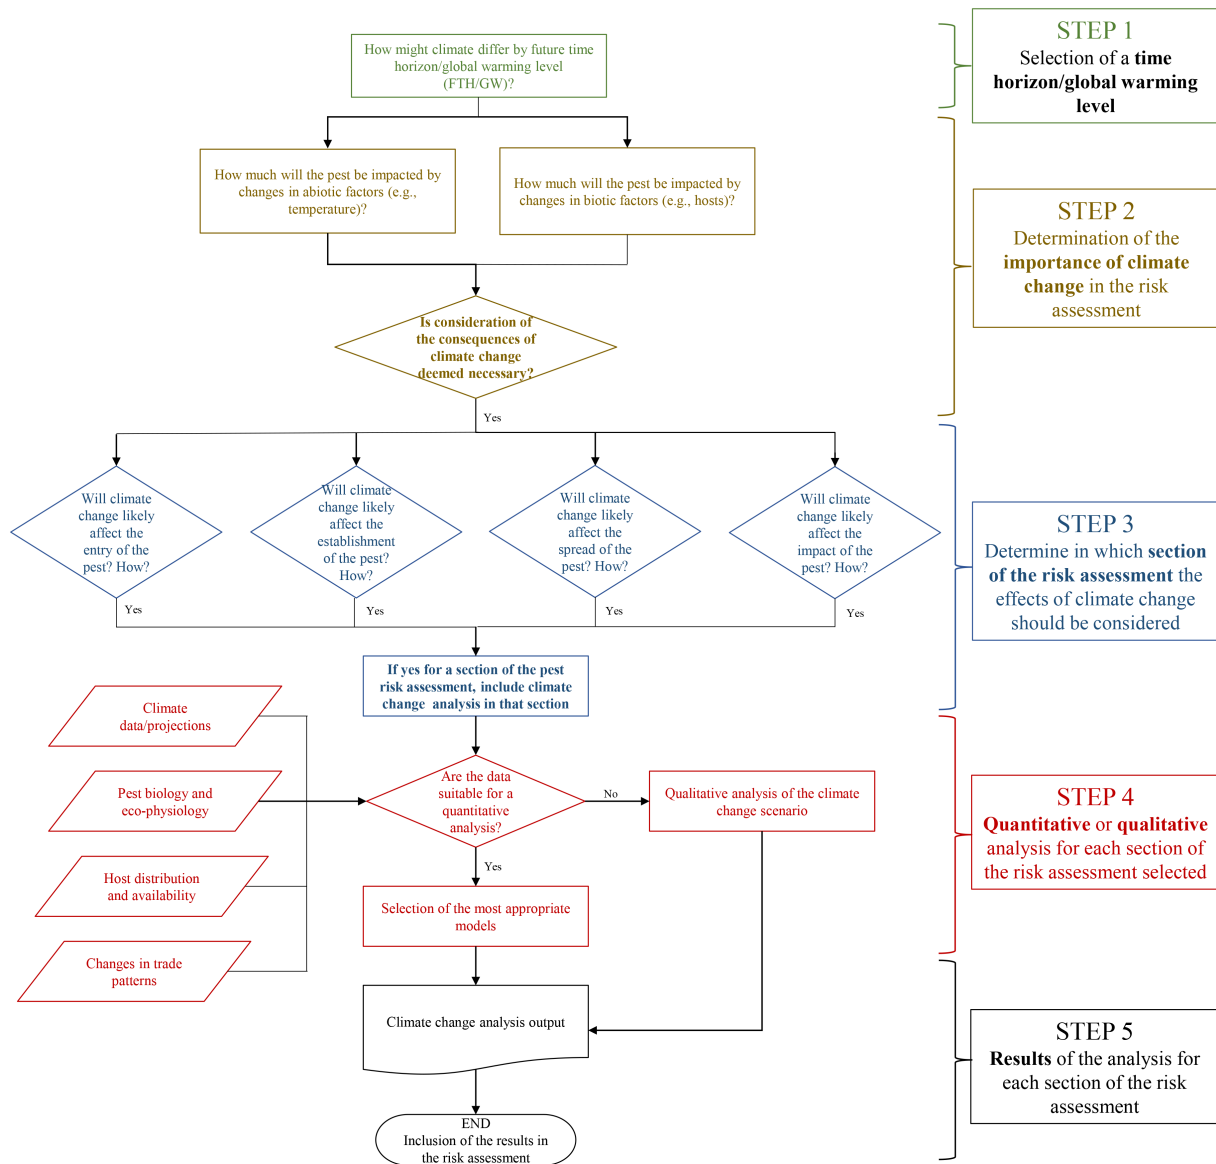 How might climate differ by future time
horizon/global warming level
(FTH/GW)?
STEP 1
Selection of a time
horizon/global warming
level
How much will the pest be impacted by
changes in abiotic factors (e.g.,
temperature)?
How much will the pest be impacted by
changes in biotic factors (e.g., hosts)?
STEP 2
Determination of the
importance of climate
change in the risk
assessment
Is consideration of
the consequences of
climate change
deemed necessary?
Yes
Will climate
change likely
affect the
entry of the
pest? How?
Will climate
change likely
affect the
establishment
of the pest?
How?
Will climate
change likely
affect the
spread of the
pest? How?
Will climate
change likely
affect the
impact of the
pest? How?
Yes
Yes
Yes
Yes
STEP 3
Determine in which section
of the risk assessment the
effects of climate change
should be considered
If yes for a section of the pest
risk assessment, include climate
change analysis in that section
Climate
data/projections
Pest biology and
eco-physiology
Host distribution
and availability
Changes in trade
patterns
Are the data
suitable for a
quantitative
analysis?
No
Qualitative analysis of the climate
change scenario
Yes
Selection of the most appropriate
models
STEP 4
Quantitative or qualitative
analysis for each section of
the risk assessment selected
Climate change analysis output
STEP 5
Results of the analysis for
each section of the risk
assessment
END
Inclusion of the results in
the risk assessment